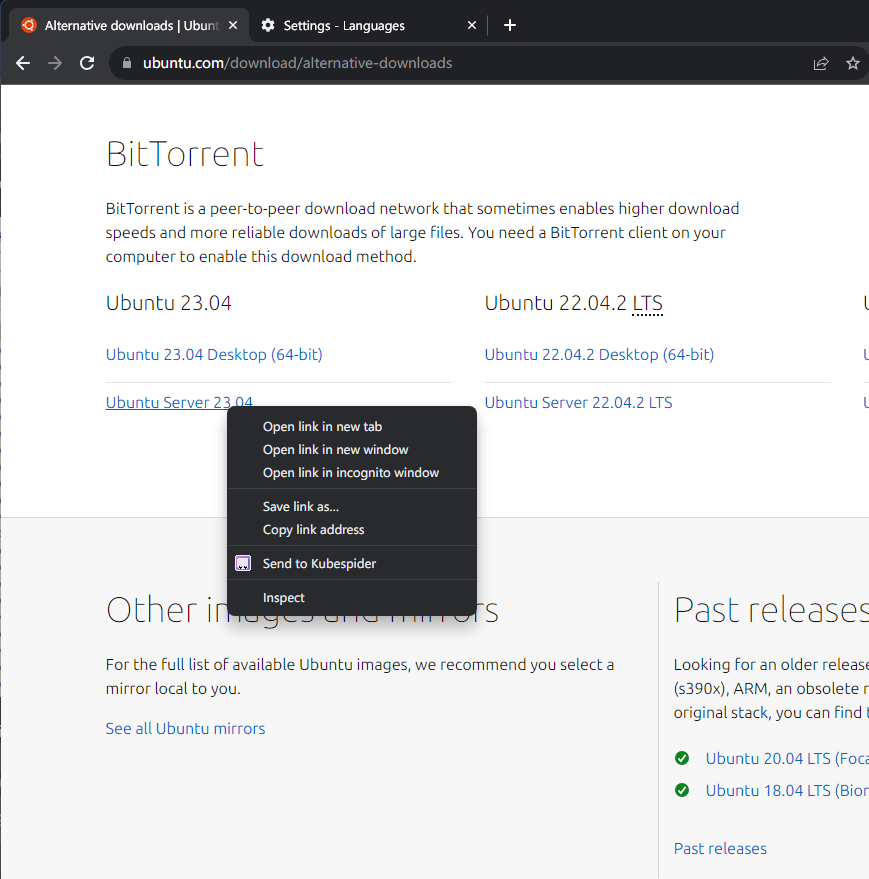 Alternative downloads | Ubunt
Settings - Languages
ubuntu.com/download/alternative-downloads
BitTorrent
BitTorrent is a peer-to-peer download network that sometimes enables higher download
speeds and more reliable downloads of large files. You need a BitTorrent client on your
computer to enable this download method.
Ubuntu 23.04
Ubuntu 23.04 Desktop (64-bit)
Ubuntu Server 23.04
Ubuntu 22.04.2 LTS
Ubuntu 22.04.2 Desktop (64-bit)
Ubuntu Server 22.04.2 LTS
Open link in new tab
Open link in new window
Open link in incognito window
Save link as...
Copy link address
Send to Kubespider
Inspect
Other images and mirrors
For the full list of available Ubuntu images, we recommend you select a
mirror local to you.
See all Ubuntu mirrors
Past releases
Looking for an older release
(s390x), ARM, an obsolete
original stack, you can find
Ubuntu 20.04 LTS (Foca
Ubuntu 18.04 LTS (Bion
Past releases